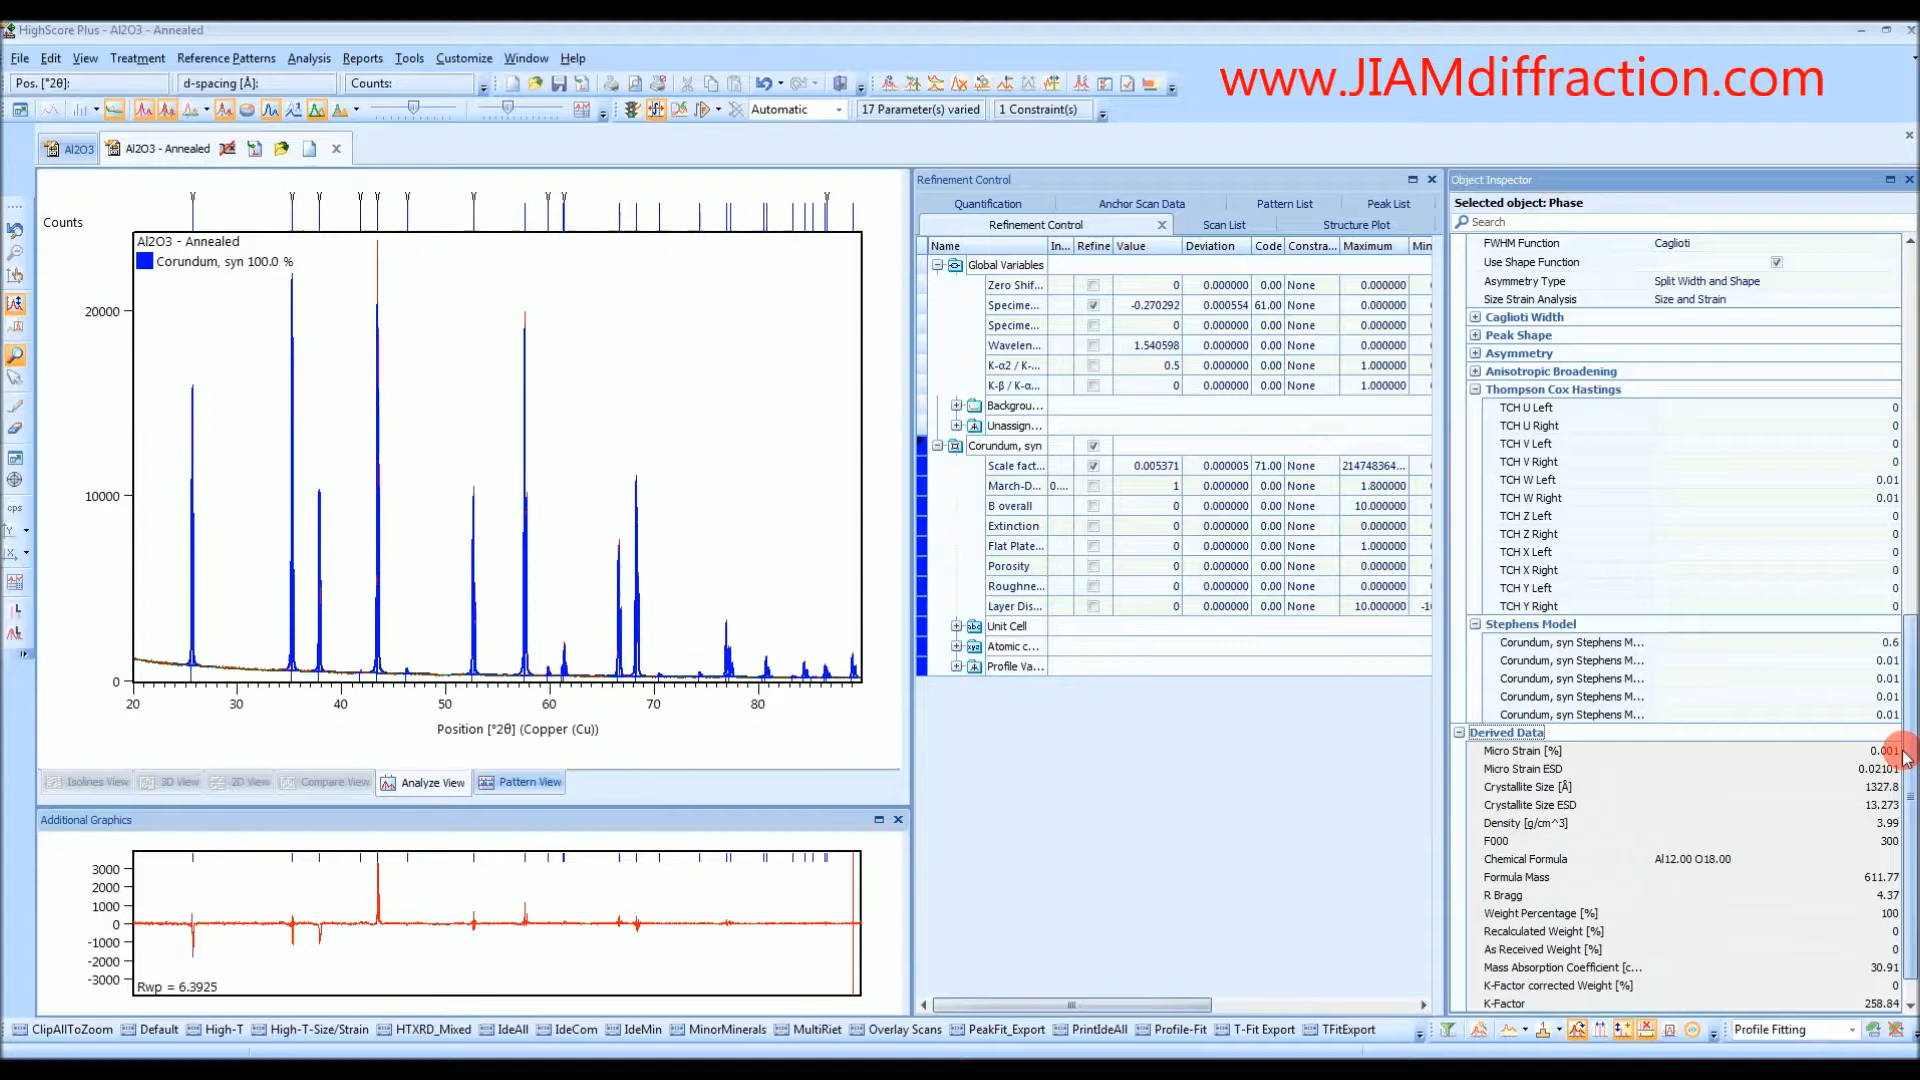 HighScore Plus - Al2O3 - Annealed
File Edit View Treatment Reference Patterns Analysis Reports Tools Customize Window Help
www.JIAMdiffraction.com
Pos. [°2θ]: d-spacing [Å]: Counts:
Automatic 17 Parameter(s) varied 1 Constraint(s)
Al2O3 Al2O3 - Annealed
Counts
Al2O3 - Annealed
Corundum, syn 100.0 %
20000
10000
0
20 30 40 50 60 70 80
Position [°2θ] (Copper (Cu))
cps
Isolines View 3D View 2D View Compare View Analyze View Pattern View
Additional Graphics
3000
2000
1000
0
-1000
-2000
-3000
Rwp = 6.3925
Refinement Control
Quantification Anchor Scan Data Pattern List Peak List
Refinement Control Scan List Structure Plot
Name In... Refine Value Deviation Code Constra... Maximum Min
Global Variables
Zero Shif... 0 0.000000 0.00 None 0.000000
Specime... -0.270292 0.000554 61.00 None 0.000000
Specime... 0 0.000000 0.00 None 0.000000
Wavelen... 1.540598 0.000000 0.00 None 0.000000
K-α2 / K-... 0.5 0.000000 0.00 None 1.000000
K-β / K-α... 0 0.000000 0.00 None 1.000000
Backgrou...
Unassign...
Corundum, syn
Scale fact... 0.005371 0.000005 71.00 None 214748364...
March-D... 0.... 1 0.000000 0.00 None 1.800000
B overall 0 0.000000 0.00 None 10.000000
Extinction 0 0.000000 0.00 None 0.000000
Flat Plate... 0 0.000000 0.00 None 1.000000
Porosity 0 0.000000 0.00 None 0.000000
Roughne... 0 0.000000 0.00 None 0.000000
Layer Dis... 0 0.000000 0.00 None 10.000000
Unit Cell
Atomic c...
Profile Va...
Object Inspector
Selected object: Phase
Search
FWHM Function Caglioti
Use Shape Function
Asymmetry Type Split Width and Shape
Size Strain Analysis Size and Strain
Caglioti Width
Peak Shape
Asymmetry
Anisotropic Broadening
Thompson Cox Hastings
TCH U Left 0
TCH U Right 0
TCH V Left 0
TCH V Right 0
TCH W Left 0.01
TCH W Right 0.01
TCH Z Left 0
TCH Z Right 0
TCH X Left 0
TCH X Right 0
TCH Y Left 0
TCH Y Right 0
Stephens Model
Corundum, syn Stephens M... 0.6
Corundum, syn Stephens M... 0.01
Corundum, syn Stephens M... 0.01
Corundum, syn Stephens M... 0.01
Corundum, syn Stephens M... 0.01
Derived Data
Micro Strain [%] 0.001
Micro Strain ESD 0.02101
Crystallite Size [Å] 1327.8
Crystallite Size ESD 13.273
Density [g/cm^3] 3.99
F000 300
Chemical Formula Al12.00 O18.00
Formula Mass 611.77
R Bragg 4.37
Weight Percentage [%] 100
Recalculated Weight [%] 0
As Received Weight [%] 0
Mass Absorption Coefficient [c... 30.91
K-Factor corrected Weight [%] 0
K-Factor 258.84
ClipAllToZoom Default High-T High-T-Size/Strain HTXRD_Mixed IdeAll IdeCom IdeMin MinorMinerals MultiRiet Overlay Scans PeakFit_Export PrintIdeAll Profile-Fit T-Fit Export TFitExport Profile Fitting